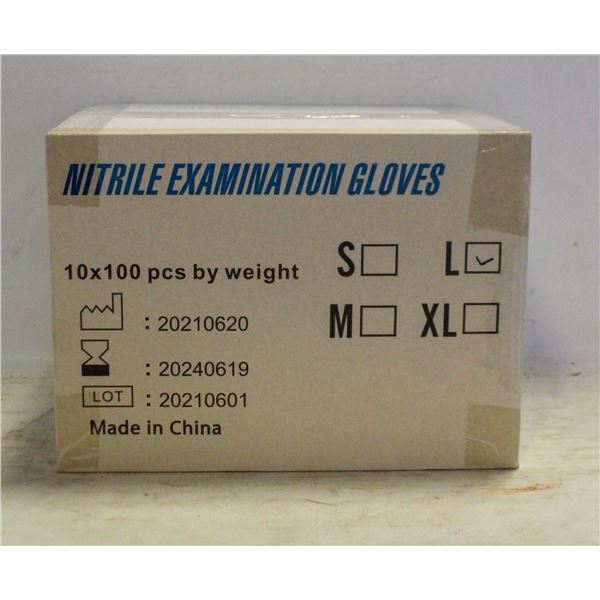 NITRILE EXAMINATION GLOVES
10x100 pcs by weight
S L
M XL
: 20210620
: 20240619
LOT : 20210601
Made in China